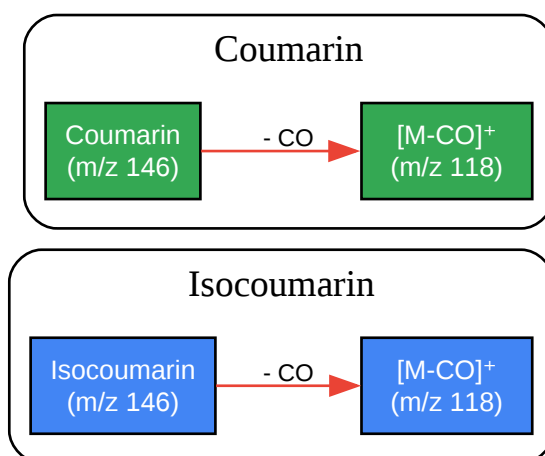 Coumarin
Coumarin
(m/z 146)
- CO
[M-CO]⁺
(m/z 118)
Isocoumarin
Isocoumarin
(m/z 146)
- CO
[M-CO]⁺
(m/z 118)